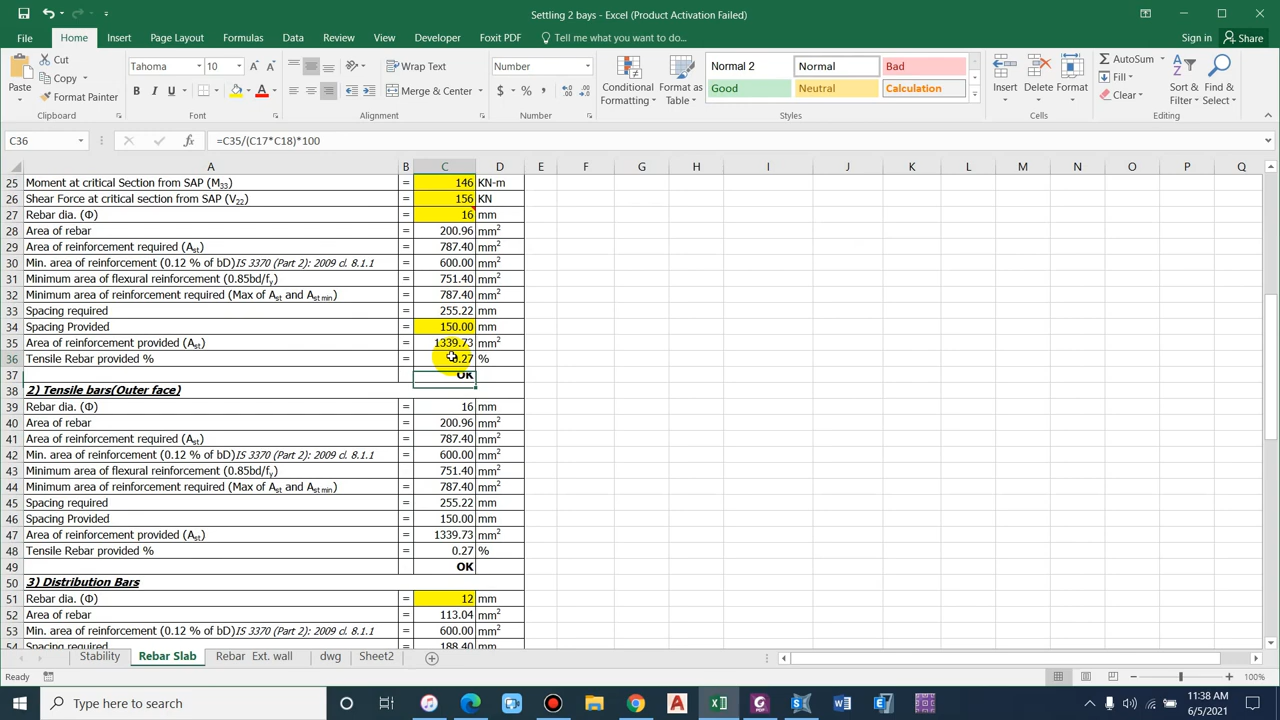 Settling 2 bays - Excel (Product Activation Failed)
File Home Insert Page Layout Formulas Data Review View Developer Foxit PDF Tell me what you want to do... Sign in Share
Paste Cut Copy Format Painter Clipboard
Tahoma 10 B I U Font
Wrap Text Merge & Center Alignment
Number $ % , Number
Conditional Formatting Format as Table
Normal 2 Normal Bad
Good Neutral Calculation
Styles
Insert Delete Format Cells
AutoSum Fill Clear Sort & Filter Find & Select Editing
C36 fx =C35/(C17*C18)*100
A B C D E F G H I J K L M N O P Q
25 Moment at critical Section from SAP (M33) = 146 KN-m
26 Shear Force at critical section from SAP (V22) = 156 KN
27 Rebar dia. (Φ) = 16 mm
28 Area of rebar = 200.96 mm2
29 Area of reinforcement required (Ast) = 787.40 mm2
30 Min. area of reinforcement (0.12 % of bD)IS 3370 (Part 2): 2009 cl. 8.1.1 = 600.00 mm2
31 Minimum area of flexural reinforcement (0.85bd/fy) = 751.40 mm2
32 Minimum area of reinforcement required (Max of Ast and Ast min) = 787.40 mm2
33 Spacing required = 255.22 mm
34 Spacing Provided = 150.00 mm
35 Area of reinforcement provided (Ast) = 1339.73 mm2
36 Tensile Rebar provided % = 0.27 %
37 OK
38 2) Tensile bars(Outer face)
39 Rebar dia. (Φ) = 16 mm
40 Area of rebar = 200.96 mm2
41 Area of reinforcement required (Ast) = 787.40 mm2
42 Min. area of reinforcement (0.12 % of bD)IS 3370 (Part 2): 2009 cl. 8.1.1 = 600.00 mm2
43 Minimum area of flexural reinforcement (0.85bd/fy) 751.40 mm2
44 Minimum area of reinforcement required (Max of Ast and Ast min) = 787.40 mm2
45 Spacing required = 255.22 mm
46 Spacing Provided = 150.00 mm
47 Area of reinforcement provided (Ast) = 1339.73 mm2
48 Tensile Rebar provided % = 0.27 %
49 OK
50 3) Distribution Bars
51 Rebar dia. (Φ) = 12 mm
52 Area of rebar = 113.04 mm2
53 Min. area of reinforcement (0.12 % of bD)IS 3370 (Part 2): 2009 cl. 8.1.1 = 600.00 mm2
54 Spacing required = 188.40 mm
Stability Rebar Slab Rebar Ext. wall dwg Sheet2
Ready 100%
Type here to search
11:38 AM
6/5/2021